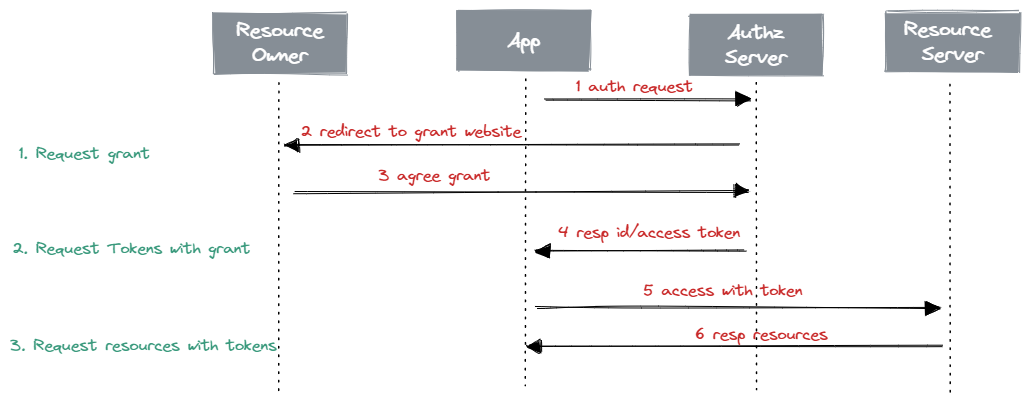 Resource
Owner
App
Authz
Server
Resource
Server
1 auth request
2 redirect to grant website
1. Request grant
3 agree grant
4 resp id/access token
2. Request Tokens with grant
5 access with token
6 resp resources
3. Request resources with tokens